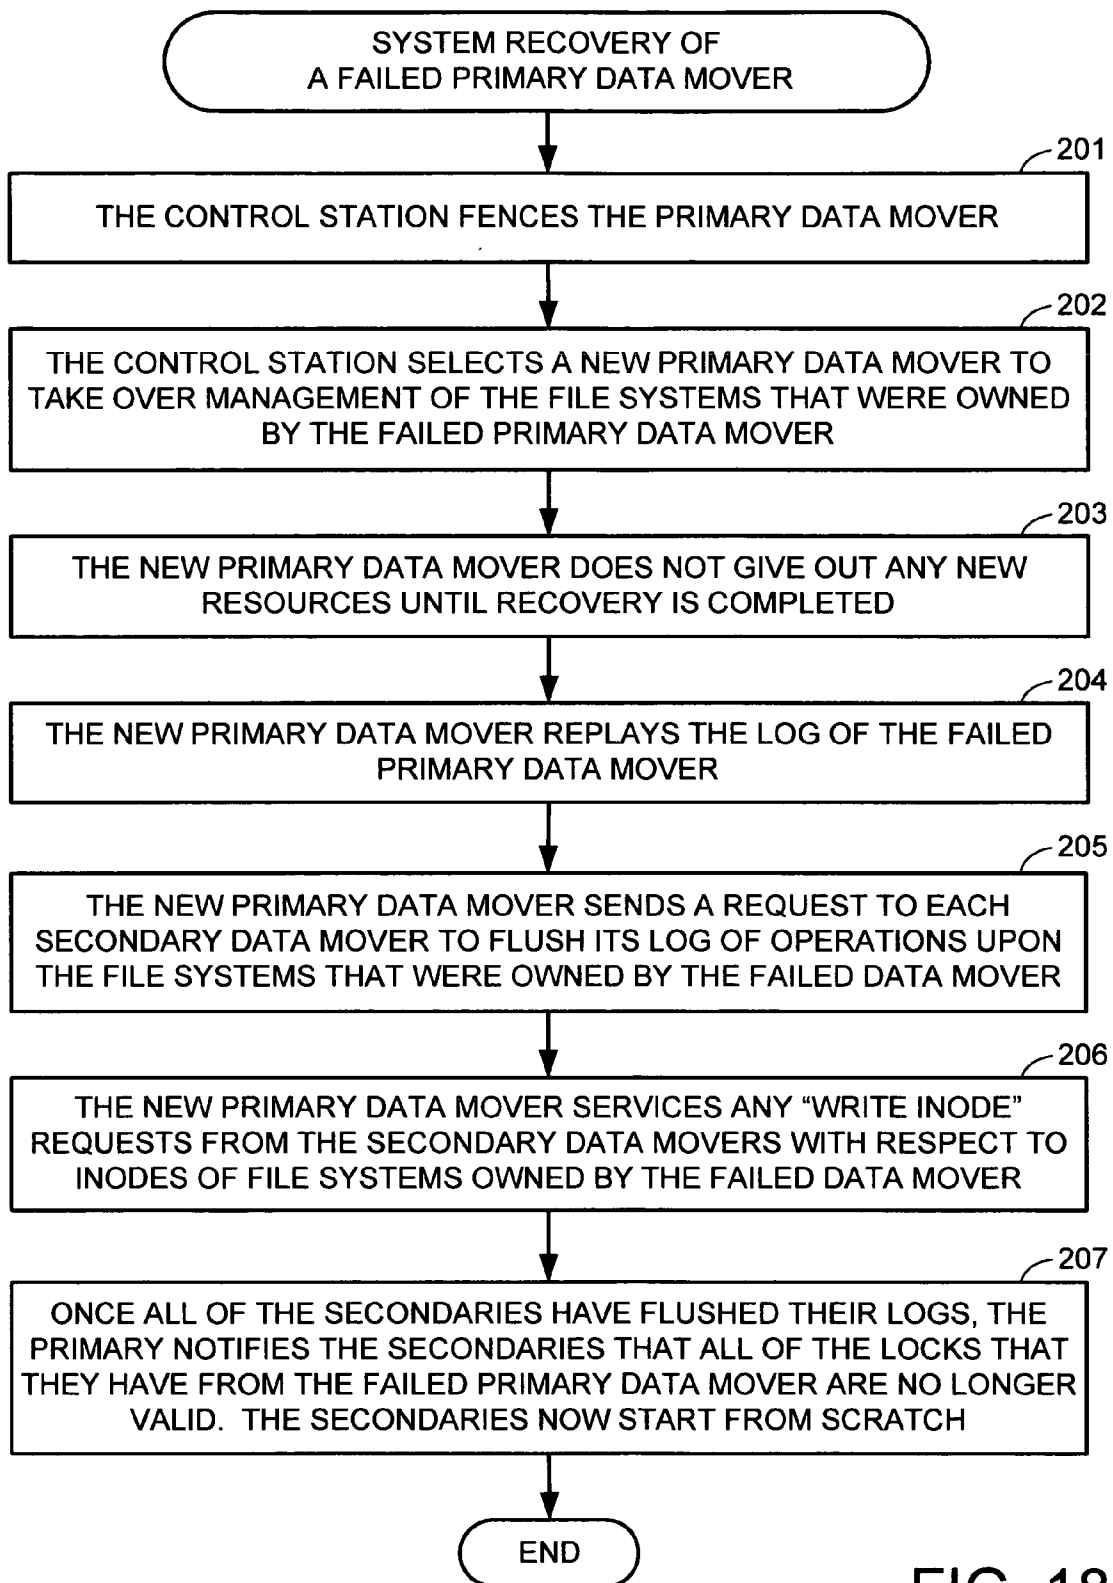 SYSTEM RECOVERY OF
A FAILED PRIMARY DATA MOVER
201
THE CONTROL STATION FENCES THE PRIMARY DATA MOVER
202
THE CONTROL STATION SELECTS A NEW PRIMARY DATA MOVER TO
TAKE OVER MANAGEMENT OF THE FILE SYSTEMS THAT WERE OWNED
BY THE FAILED PRIMARY DATA MOVER
203
THE NEW PRIMARY DATA MOVER DOES NOT GIVE OUT ANY NEW
RESOURCES UNTIL RECOVERY IS COMPLETED
204
THE NEW PRIMARY DATA MOVER REPLAYS THE LOG OF THE FAILED
PRIMARY DATA MOVER
205
THE NEW PRIMARY DATA MOVER SENDS A REQUEST TO EACH
SECONDARY DATA MOVER TO FLUSH ITS LOG OF OPERATIONS UPON
THE FILE SYSTEMS THAT WERE OWNED BY THE FAILED DATA MOVER
206
THE NEW PRIMARY DATA MOVER SERVICES ANY “WRITE INODE”
REQUESTS FROM THE SECONDARY DATA MOVERS WITH RESPECT TO
INODES OF FILE SYSTEMS OWNED BY THE FAILED DATA MOVER
207
ONCE ALL OF THE SECONDARIES HAVE FLUSHED THEIR LOGS, THE
PRIMARY NOTIFIES THE SECONDARIES THAT ALL OF THE LOCKS THAT
THEY HAVE FROM THE FAILED PRIMARY DATA MOVER ARE NO LONGER
VALID. THE SECONDARIES NOW START FROM SCRATCH
END
FIG. 18